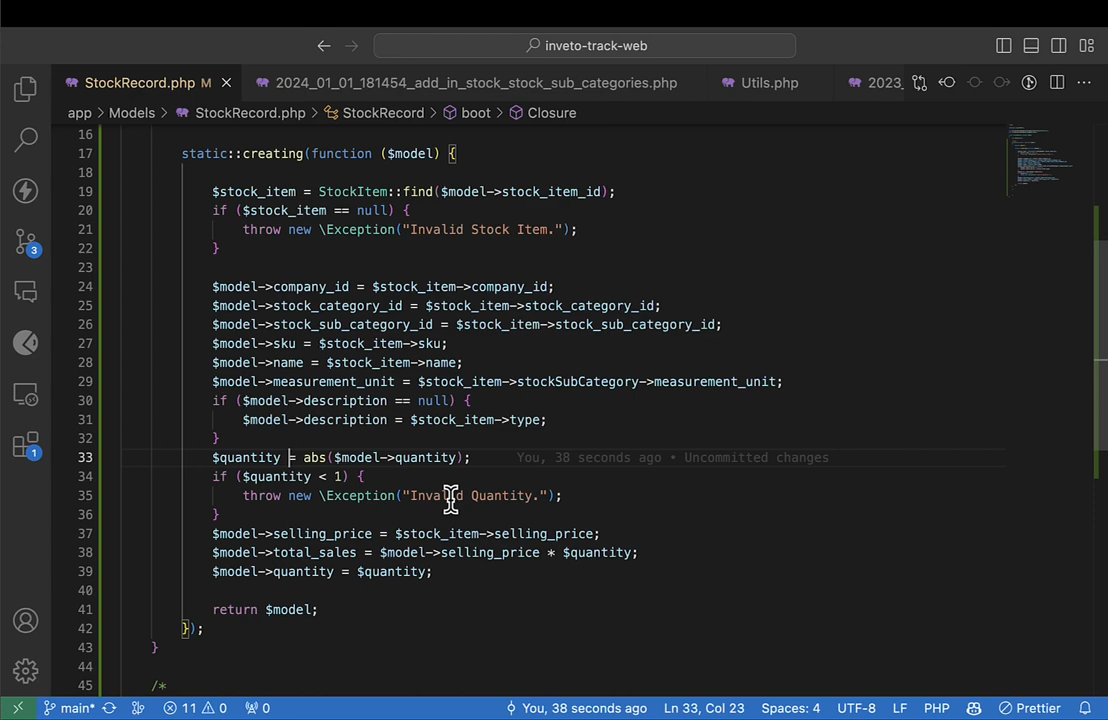 inveto-track-web
StockRecord.php M
2024_01_01_181454_add_in_stock_stock_sub_categories.php
Utils.php
2023_
app > Models > StockRecord.php > StockRecord > boot > Closure
16
17 static::creating(function ($model) {
18
19 $stock_item = StockItem::find($model->stock_item_id);
20 if ($stock_item == null) {
21 throw new \Exception("Invalid Stock Item.");
22 }
23
24 $model->company_id = $stock_item->company_id;
25 $model->stock_category_id = $stock_item->stock_category_id;
26 $model->stock_sub_category_id = $stock_item->stock_sub_category_id;
27 $model->sku = $stock_item->sku;
28 $model->name = $stock_item->name;
29 $model->measurement_unit = $stock_item->stockSubCategory->measurement_unit;
30 if ($model->description == null) {
31 $model->description = $stock_item->type;
32 }
33 $quantity = abs($model->quantity); You, 38 seconds ago • Uncommitted changes
34 if ($quantity < 1) {
35 throw new \Exception("Invalid Quantity.");
36 }
37 $model->selling_price = $stock_item->selling_price;
38 $model->total_sales = $model->selling_price * $quantity;
39 $model->quantity = $quantity;
40
41 return $model;
42 });
43 }
44
45 /*
3
1
main* 11 0 0 You, 38 seconds ago Ln 33, Col 23 Spaces: 4 UTF-8 LF PHP Prettier